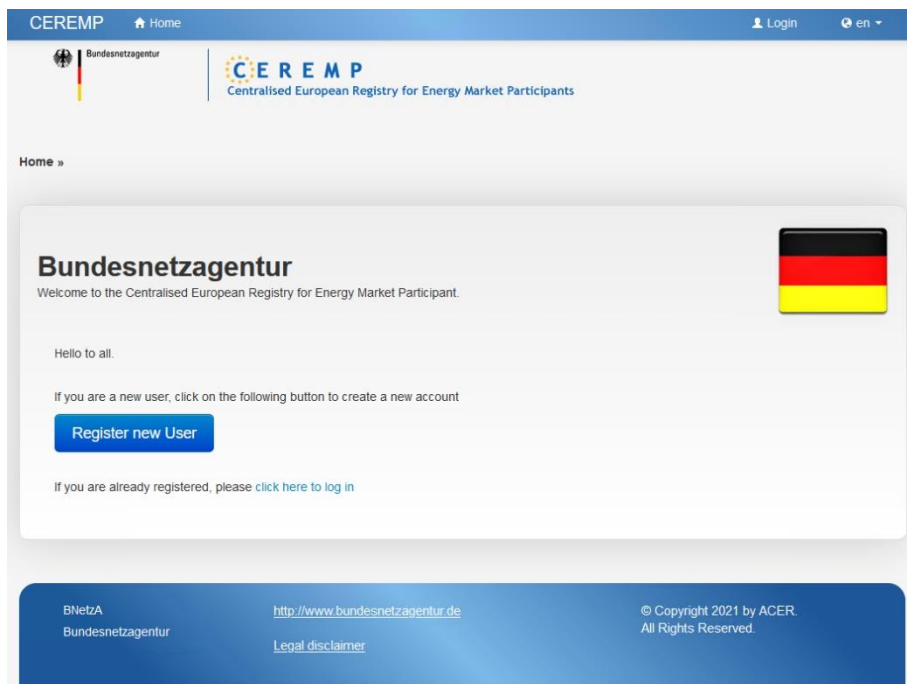 CEREMP Home Login en
Bundesnetzagentur
CEREMP
Centralised European Registry for Energy Market Participants
Home »
Bundesnetzagentur
Welcome to the Centralised European Registry for Energy Market Participant.
Hello to all.
If you are a new user, click on the following button to create a new account
Register new User
If you are already registered, please click here to log in
BNetzA
Bundesnetzagentur
http://www.bundesnetzagentur.de
Legal disclaimer
© Copyright 2021 by ACER.
All Rights Reserved.